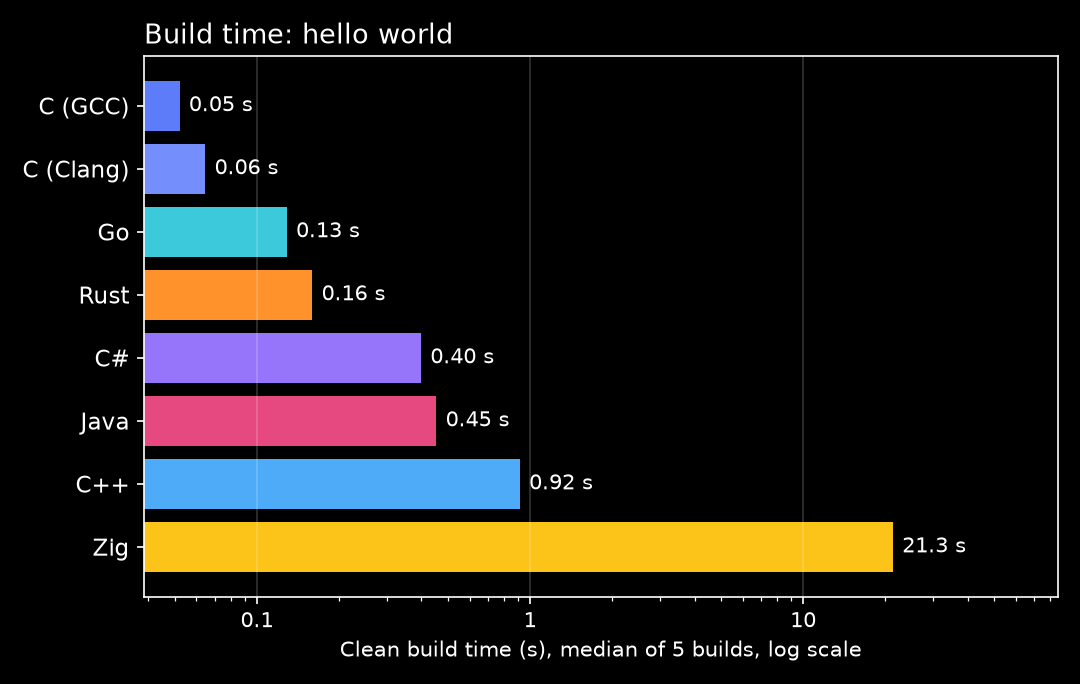 Build time: hello world
C (GCC) 0.05 s
C (Clang) 0.06 s
Go 0.13 s
Rust 0.16 s
C# 0.40 s
Java 0.45 s
C++ 0.92 s
Zig 21.3 s
0.1 1 10
Clean build time (s), median of 5 builds, log scale